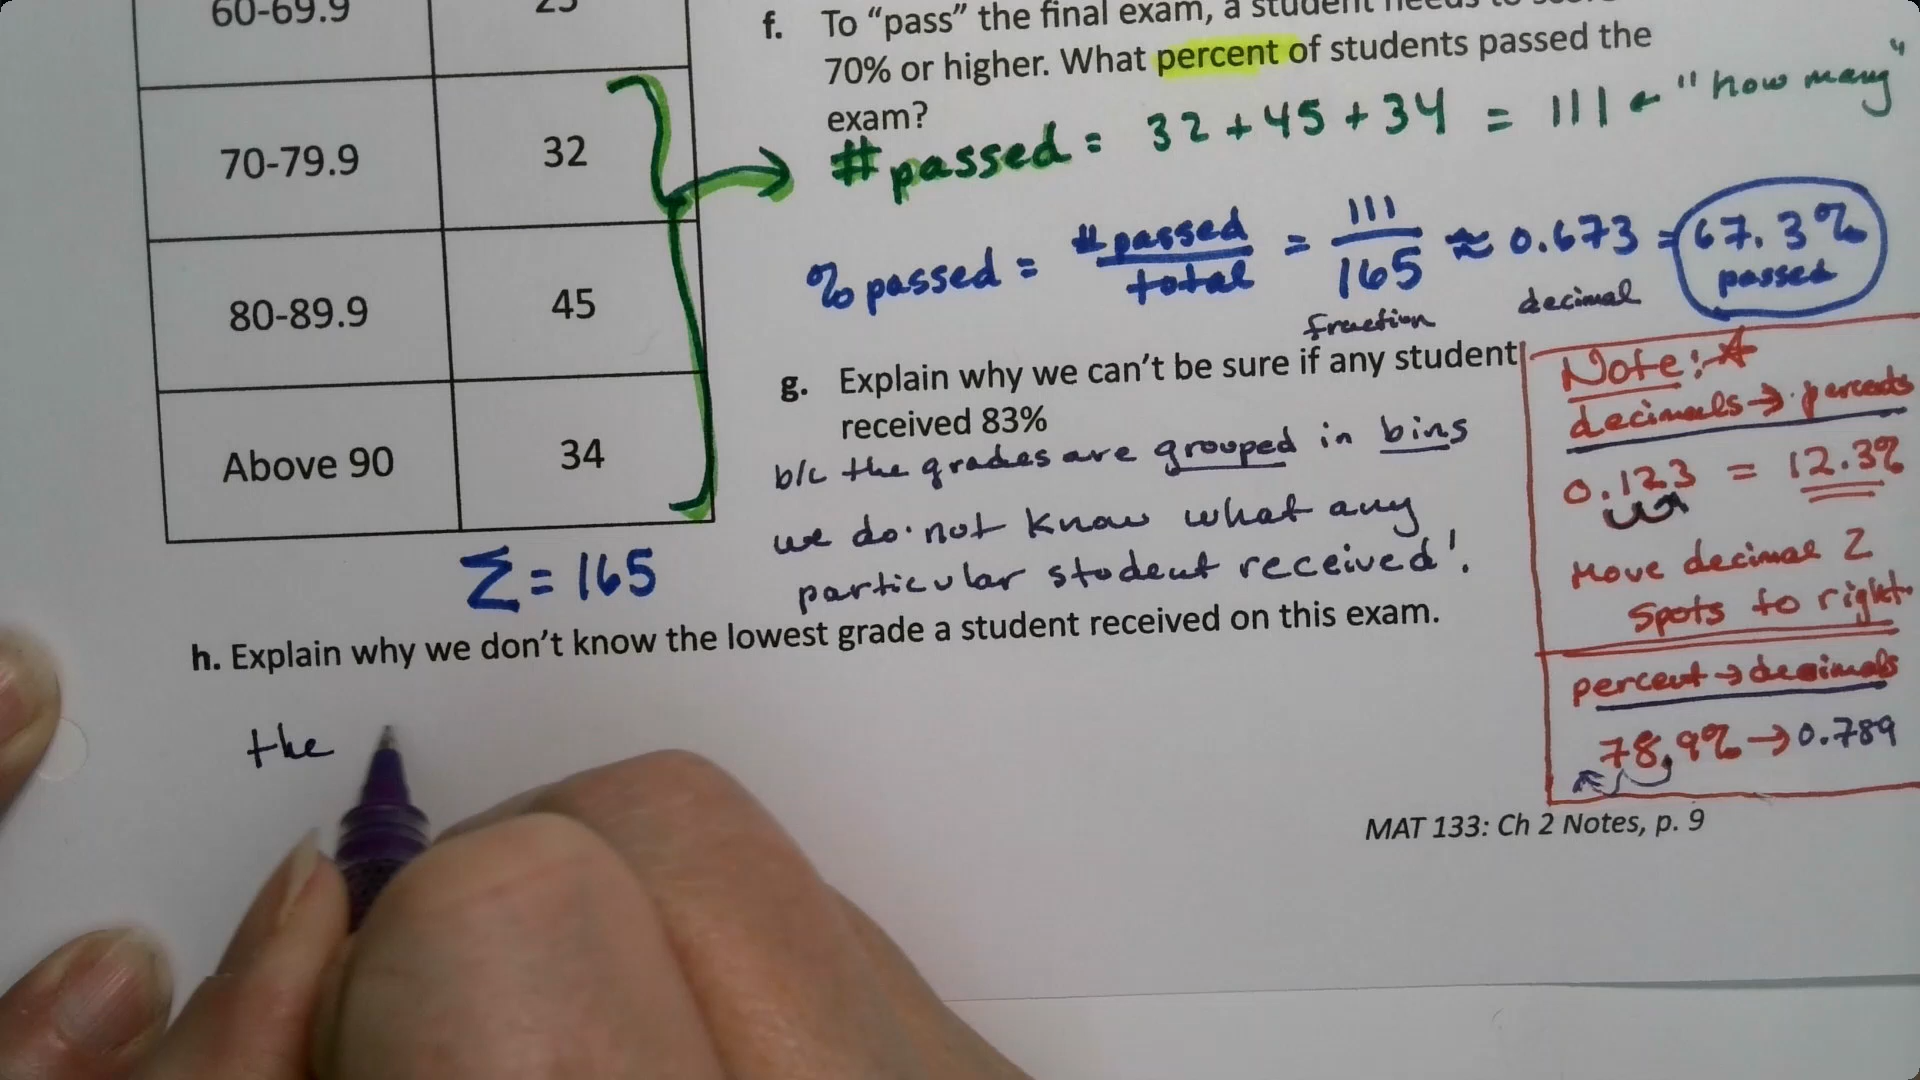 60-69.9
70-79.9 32
80-89.9 45
Above 90 34
Σ = 165
f. To “pass” the final exam, a student needs to
70% or higher. What percent of students passed the
exam?
# passed = 32 + 45 + 34 = 111 ← "how many"
% passed = # passed / total = 111 / 165 ≈ 0.673 = 67.3% passed
fraction decimal
g. Explain why we can’t be sure if any student
received 83%
b/c the grades are grouped in bins
we do not know what any
particular student received!
Note: ☆
decimals → percents
0.123 = 12.3%
Move decimal 2
spots to right
percent → decimals
78.9% → 0.789
h. Explain why we don’t know the lowest grade a student received on this exam.
the
MAT 133: Ch 2 Notes, p. 9